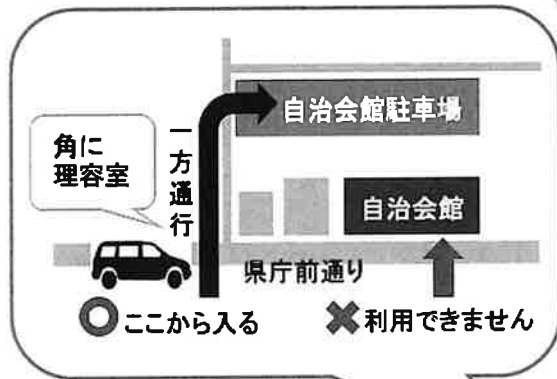 自治会館駐車場
角に
理容室
一方通行
自治会館
県庁前通り
ここから入る
利用できません